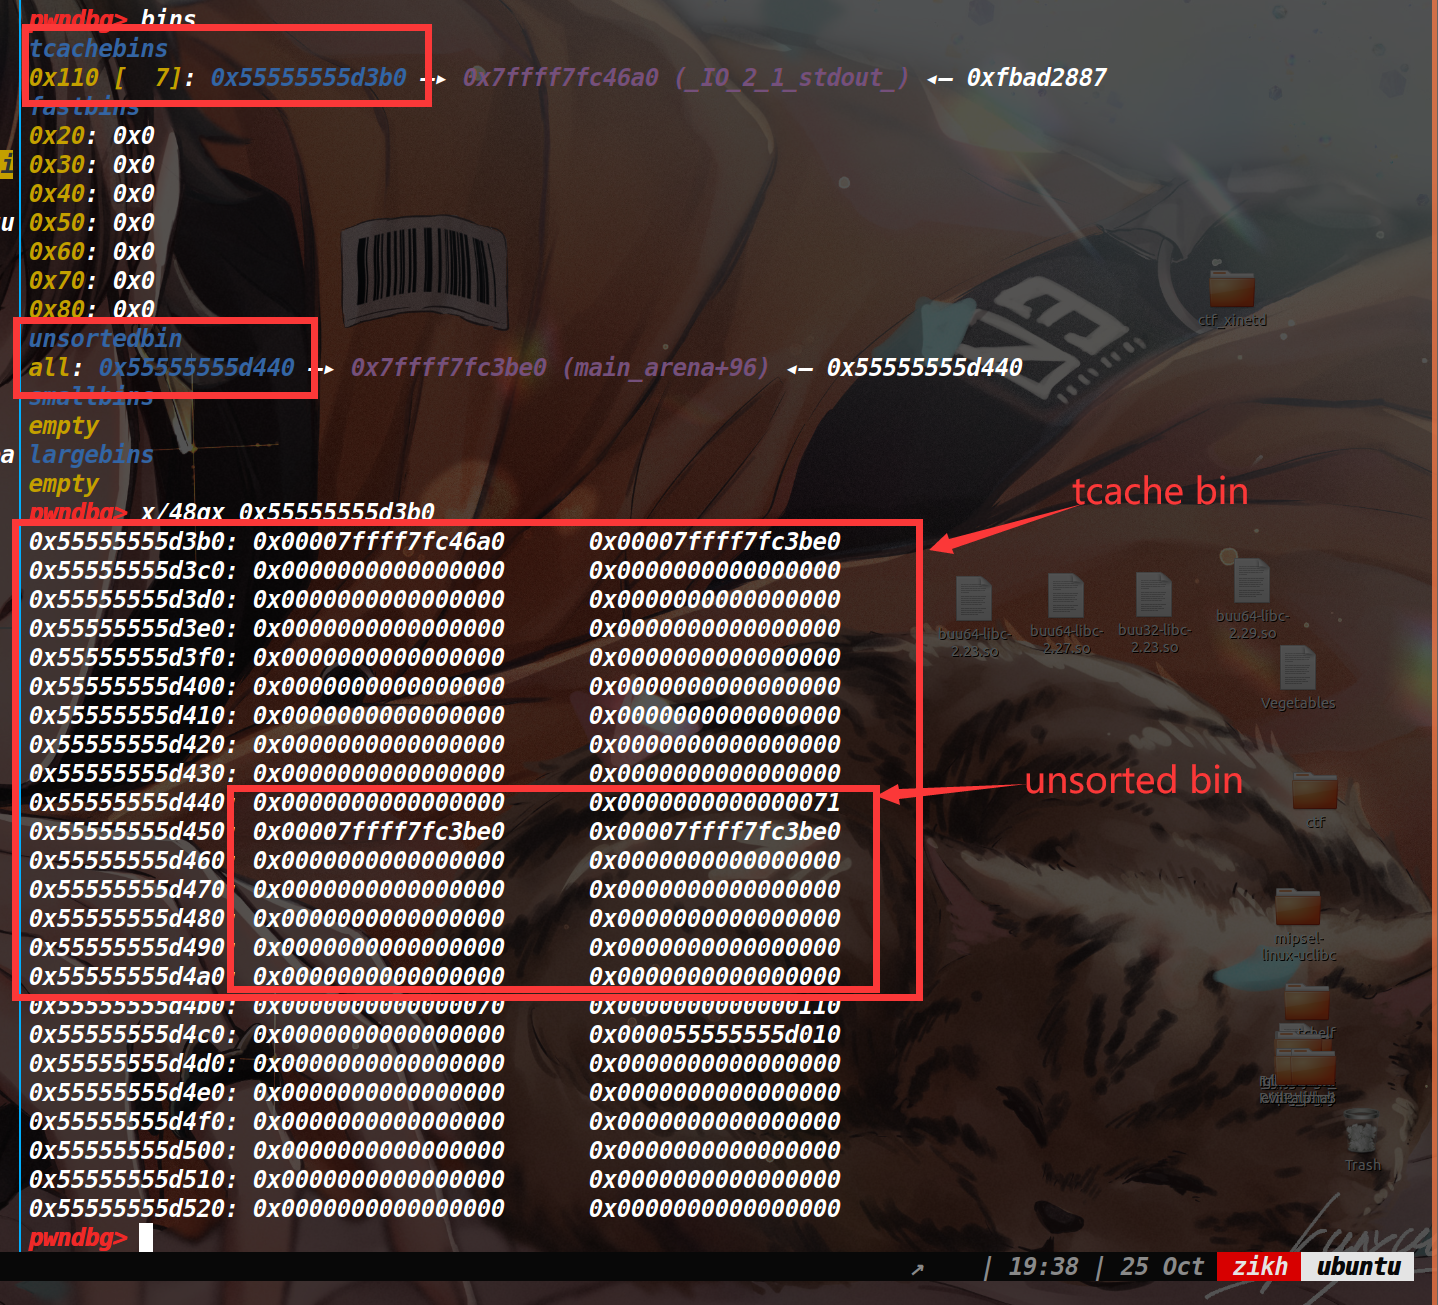 pwndbg> bins
tcachebins
0x110 [  7]: 0x55555555d3b0 —▸ 0x7ffff7fc46a0 (_IO_2_1_stdout_) ◂— 0xfbad2887
fastbins
0x20: 0x0
0x30: 0x0
0x40: 0x0
0x50: 0x0
0x60: 0x0
0x70: 0x0
0x80: 0x0
unsortedbin
all: 0x55555555d440 —▸ 0x7ffff7fc3be0 (main_arena+96) ◂— 0x55555555d440
smallbins
empty
largebins
empty
pwndbg> x/48gx 0x55555555d3b0
0x55555555d3b0: 0x00007ffff7fc46a0 0x00007ffff7fc3be0
0x55555555d3c0: 0x0000000000000000 0x0000000000000000
0x55555555d3d0: 0x0000000000000000 0x0000000000000000
0x55555555d3e0: 0x0000000000000000 0x0000000000000000
0x55555555d3f0: 0x0000000000000000 0x0000000000000000
0x55555555d400: 0x0000000000000000 0x0000000000000000
0x55555555d410: 0x0000000000000000 0x0000000000000000
0x55555555d420: 0x0000000000000000 0x0000000000000000
0x55555555d430: 0x0000000000000000 0x0000000000000000
0x55555555d440: 0x0000000000000000 0x0000000000000071
0x55555555d450: 0x00007ffff7fc3be0 0x00007ffff7fc3be0
0x55555555d460: 0x0000000000000000 0x0000000000000000
0x55555555d470: 0x0000000000000000 0x0000000000000000
0x55555555d480: 0x0000000000000000 0x0000000000000000
0x55555555d490: 0x0000000000000000 0x0000000000000000
0x55555555d4a0: 0x0000000000000000 0x0000000000000000
0x55555555d4b0: 0x0000000000000070 0x0000000000000110
0x55555555d4c0: 0x0000000000000000 0x000055555555d010
0x55555555d4d0: 0x0000000000000000 0x0000000000000000
0x55555555d4e0: 0x0000000000000000 0x0000000000000000
0x55555555d4f0: 0x0000000000000000 0x0000000000000000
0x55555555d500: 0x0000000000000000 0x0000000000000000
0x55555555d510: 0x0000000000000000 0x0000000000000000
0x55555555d520: 0x0000000000000000 0x0000000000000000
pwndbg>
tcache bin
unsorted bin
ctf_xinetd
buu64-libc-
2.23.so
buu64-libc-
2.27.so
buu32-libc-
2.23.so
buu64-libc-
2.29.so
Vegetables
ctf
mipsel-
linux-uclibc
Trash
↗ | 19:38 | 25 Oct zikh ubuntu